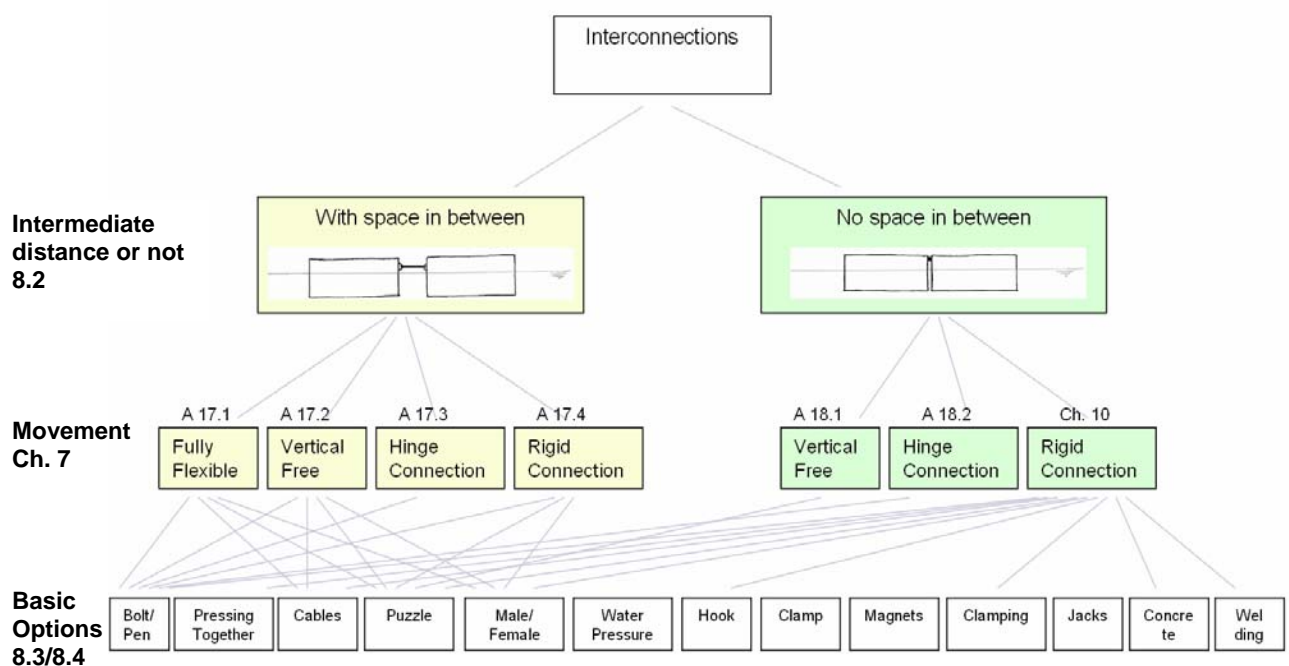 Interconnections
Intermediate
distance or not
8.2
With space in between
No space in between
Movement
Ch. 7
A 17.1
A 17.2
A 17.3
A 17.4
A 18.1
A 18.2
Ch. 10
Fully
Flexible
Vertical
Free
Hinge
Connection
Rigid
Connection
Vertical
Free
Hinge
Connection
Rigid
Connection
Basic
Options
8.3/8.4
Bolt/
Pen
Pressing
Together
Cables
Puzzle
Male/
Female
Water
Pressure
Hook
Clamp
Magnets
Clamping
Jacks
Concre
te
Wel
ding